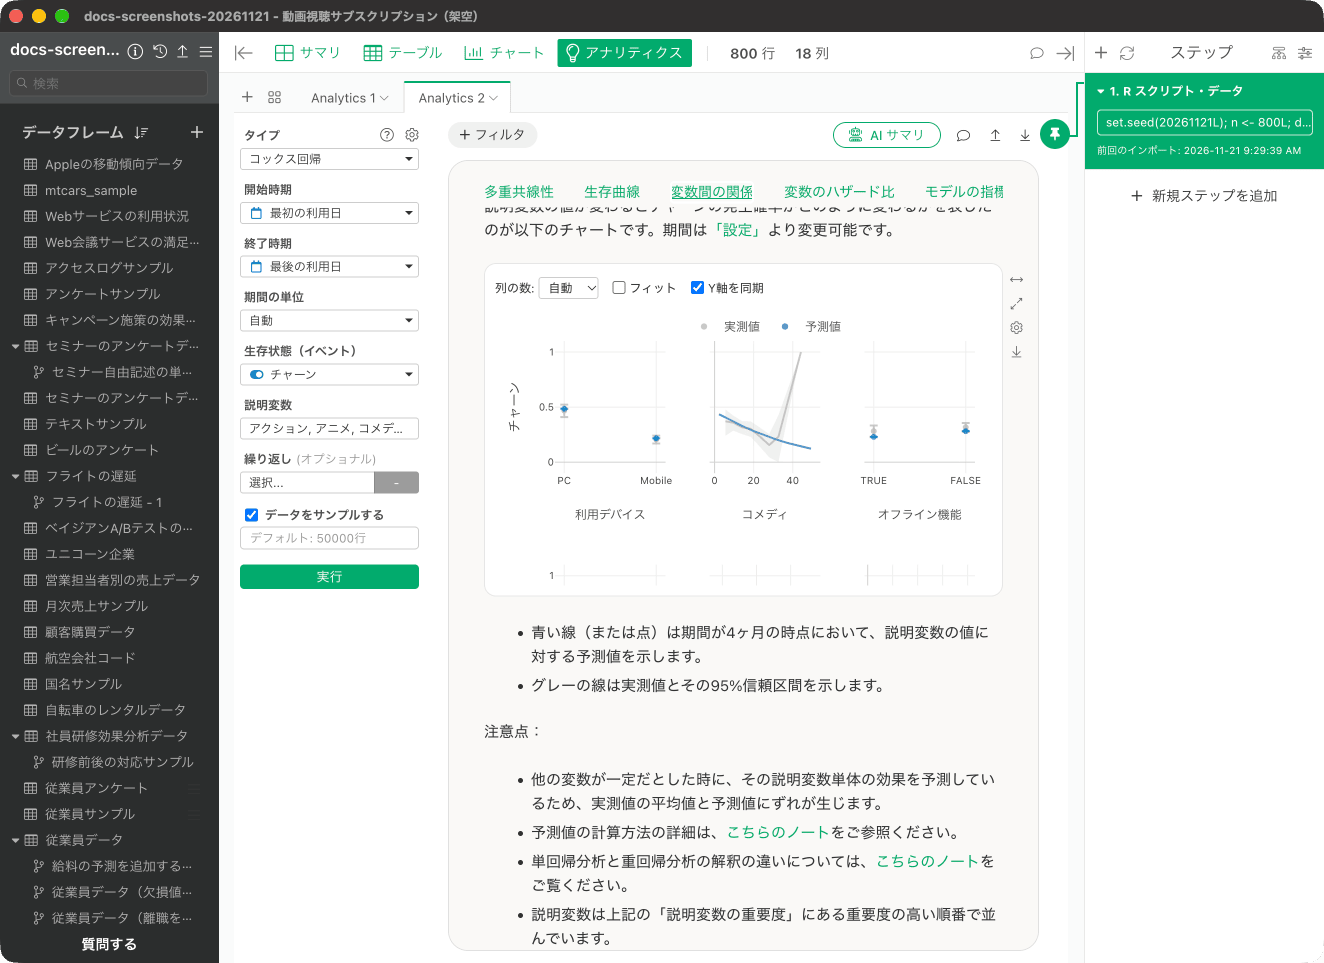 docs-screenshots-20261121 - 動画視聴サブスクリプション（架空）
docs-screen...
検索
データフレーム
Appleの移動傾向データ
mtcars_sample
Webサービスの利用状況
Web会議サービスの満足…
アクセスログサンプル
アンケートサンプル
キャンペーン施策の効果…
セミナーのアンケートデ…
セミナー自由記述の単…
セミナーのアンケートデ…
テキストサンプル
ビールのアンケート
フライトの遅延
フライトの遅延 - 1
ベイジアンA/Bテストの…
ユニコーン企業
営業担当者別の売上データ
月次売上サンプル
顧客購買データ
航空会社コード
国名サンプル
自転車のレンタルデータ
社員研修効果分析データ
研修前後の対応サンプル
従業員アンケート
従業員サンプル
従業員データ
給料の予測を追加する…
従業員データ（欠損値…
従業員データ（離職を…
質問する
サマリ
テーブル
チャート
アナリティクス
800 行
18 列
Analytics 1
Analytics 2
タイプ
コックス回帰
開始時期
最初の利用日
終了時期
最後の利用日
期間の単位
自動
生存状態（イベント）
チャーン
説明変数
アクション, アニメ, コメデ...
繰り返し (オプショナル)
選択...
-
データをサンプルする
デフォルト: 50000行
実行
フィルタ
AI サマリ
多重共線性
生存曲線
変数間の関係
変数のハザード比
モデルの指標
説明変数の値が変わるとチャーンの発生確率がどのように変わるかを表した
のが以下のチャートです。期間は「設定」より変更可能です。
列の数: 自動
フィット
Y軸を同期
実測値
予測値
チャーン
1
0.5
0
PC
Mobile
0
20
40
TRUE
FALSE
利用デバイス
コメディ
オフライン機能
1
• 青い線（または点）は期間が4ヶ月の時点において、説明変数の値に
対する予測値を示します。
• グレーの線は実測値とその95%信頼区間を示します。
注意点：
• 他の変数が一定だとした時に、その説明変数単体の効果を予測してい
るため、実測値の平均値と予測値にずれが生じます。
• 予測値の計算方法の詳細は、こちらのノートをご参照ください。
• 単回帰分析と重回帰分析の解釈の違いについては、こちらのノートを
ご覧ください。
• 説明変数は上記の「説明変数の重要度」にある重要度の高い順番で並
んでいます。
ステップ
1. R スクリプト・データ
set.seed(20261121L); n <- 800L; d...
前回のインポート: 2026-11-21 9:29:39 AM
新規ステップを追加